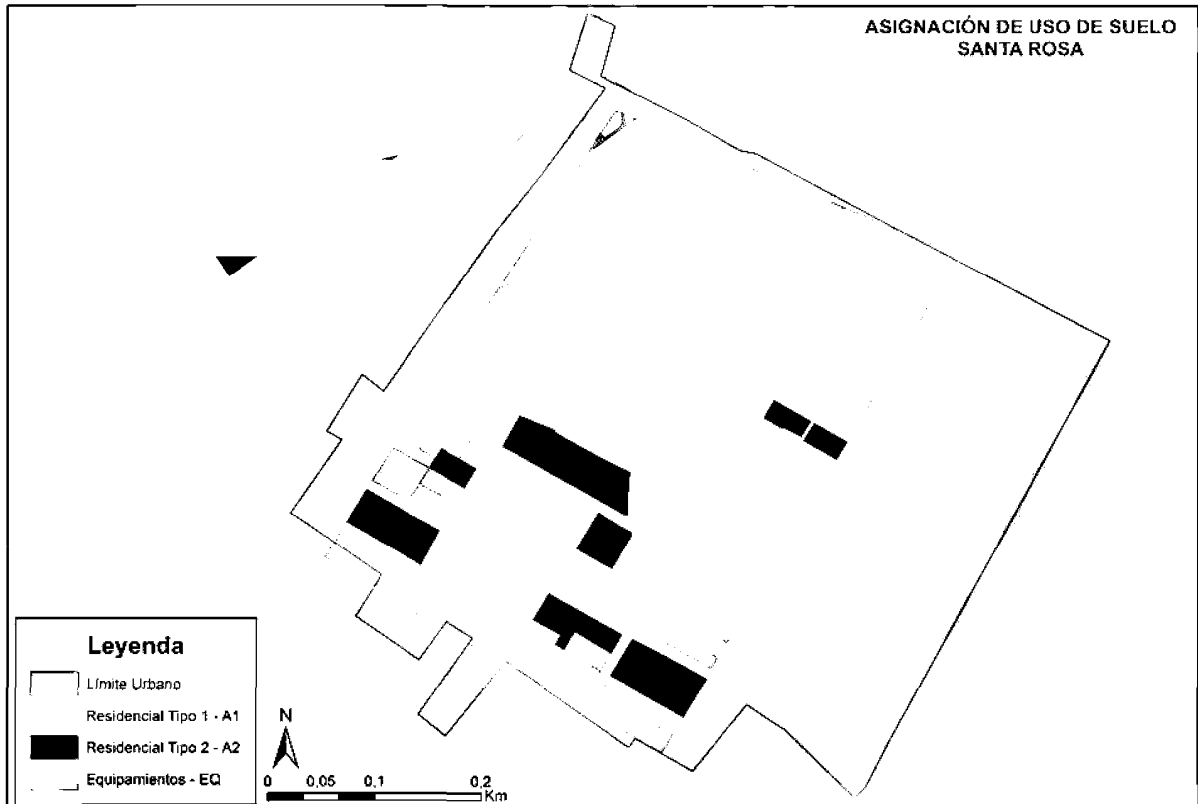 ASIGNACIÓN DE USO DE SUELO
SANTA ROSA
Leyenda
Límite Urbano
Residencial Tipo 1 - A1
Residencial Tipo 2 - A2
Equipamientos - EQ
N
0 0,05 0,1 0,2
Km